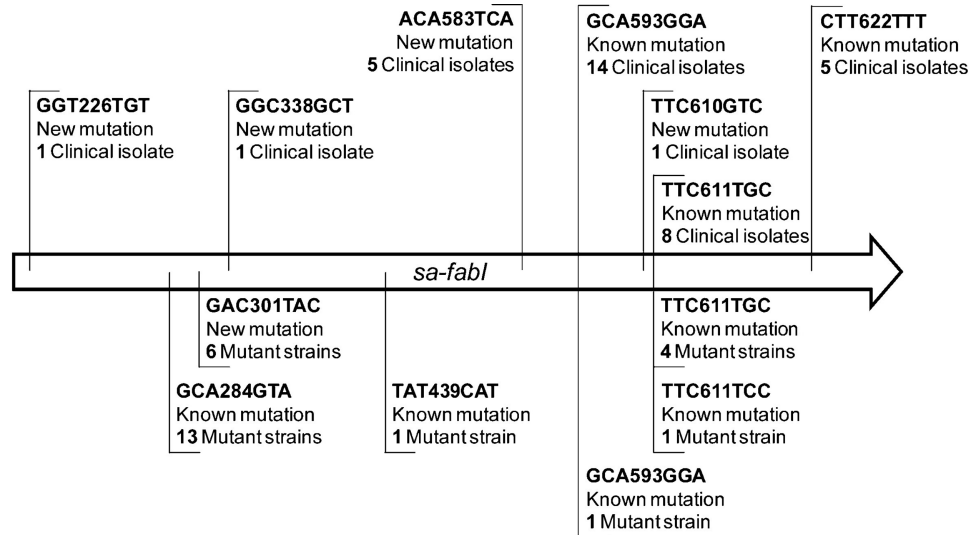 ACA583TCA
New mutation
5 Clinical isolates
GCA593GGA
Known mutation
14 Clinical isolates
CTT622TTT
Known mutation
5 Clinical isolates
GGT226TGT
New mutation
1 Clinical isolate
GGC338GCT
New mutation
1 Clinical isolate
TTC610GTC
New mutation
1 Clinical isolate
TTC611TGC
Known mutation
8 Clinical isolates
sa-fabI
GAC301TAC
New mutation
6 Mutant strains
TTC611TGC
Known mutation
4 Mutant strains
GCA284GTA
Known mutation
13 Mutant strains
TAT439CAT
Known mutation
1 Mutant strain
TTC611TCC
Known mutation
1 Mutant strain
GCA593GGA
Known mutation
1 Mutant strain